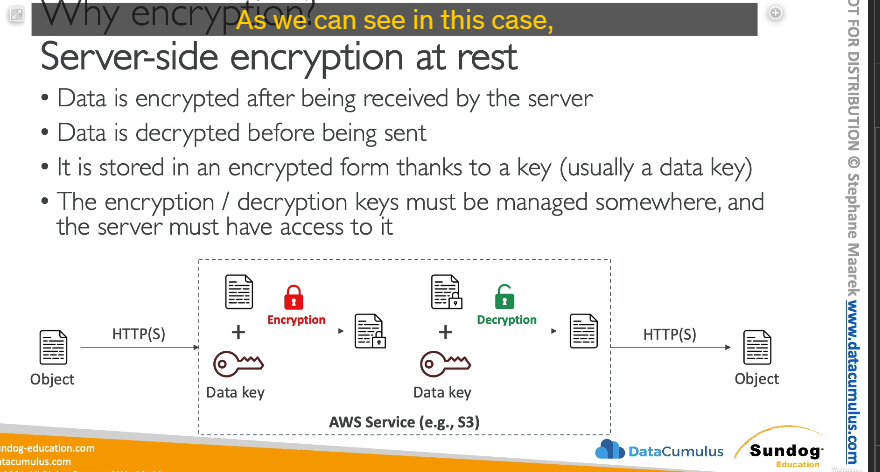 Why encryption?
As we can see in this case,
Server-side encryption at rest
• Data is encrypted after being received by the server
• Data is decrypted before being sent
• It is stored in an encrypted form thanks to a key (usually a data key)
• The encryption / decryption keys must be managed somewhere, and
the server must have access to it
Object
HTTP(S)
+
Data key
Encryption
+
Data key
Decryption
HTTP(S)
Object
AWS Service (e.g., S3)
ndog-education.com
atacumulus.com
DataCumulus
Sundog
Education
OT FOR DISTRIBUTION © Stephane Maarek www.datacumulus.com